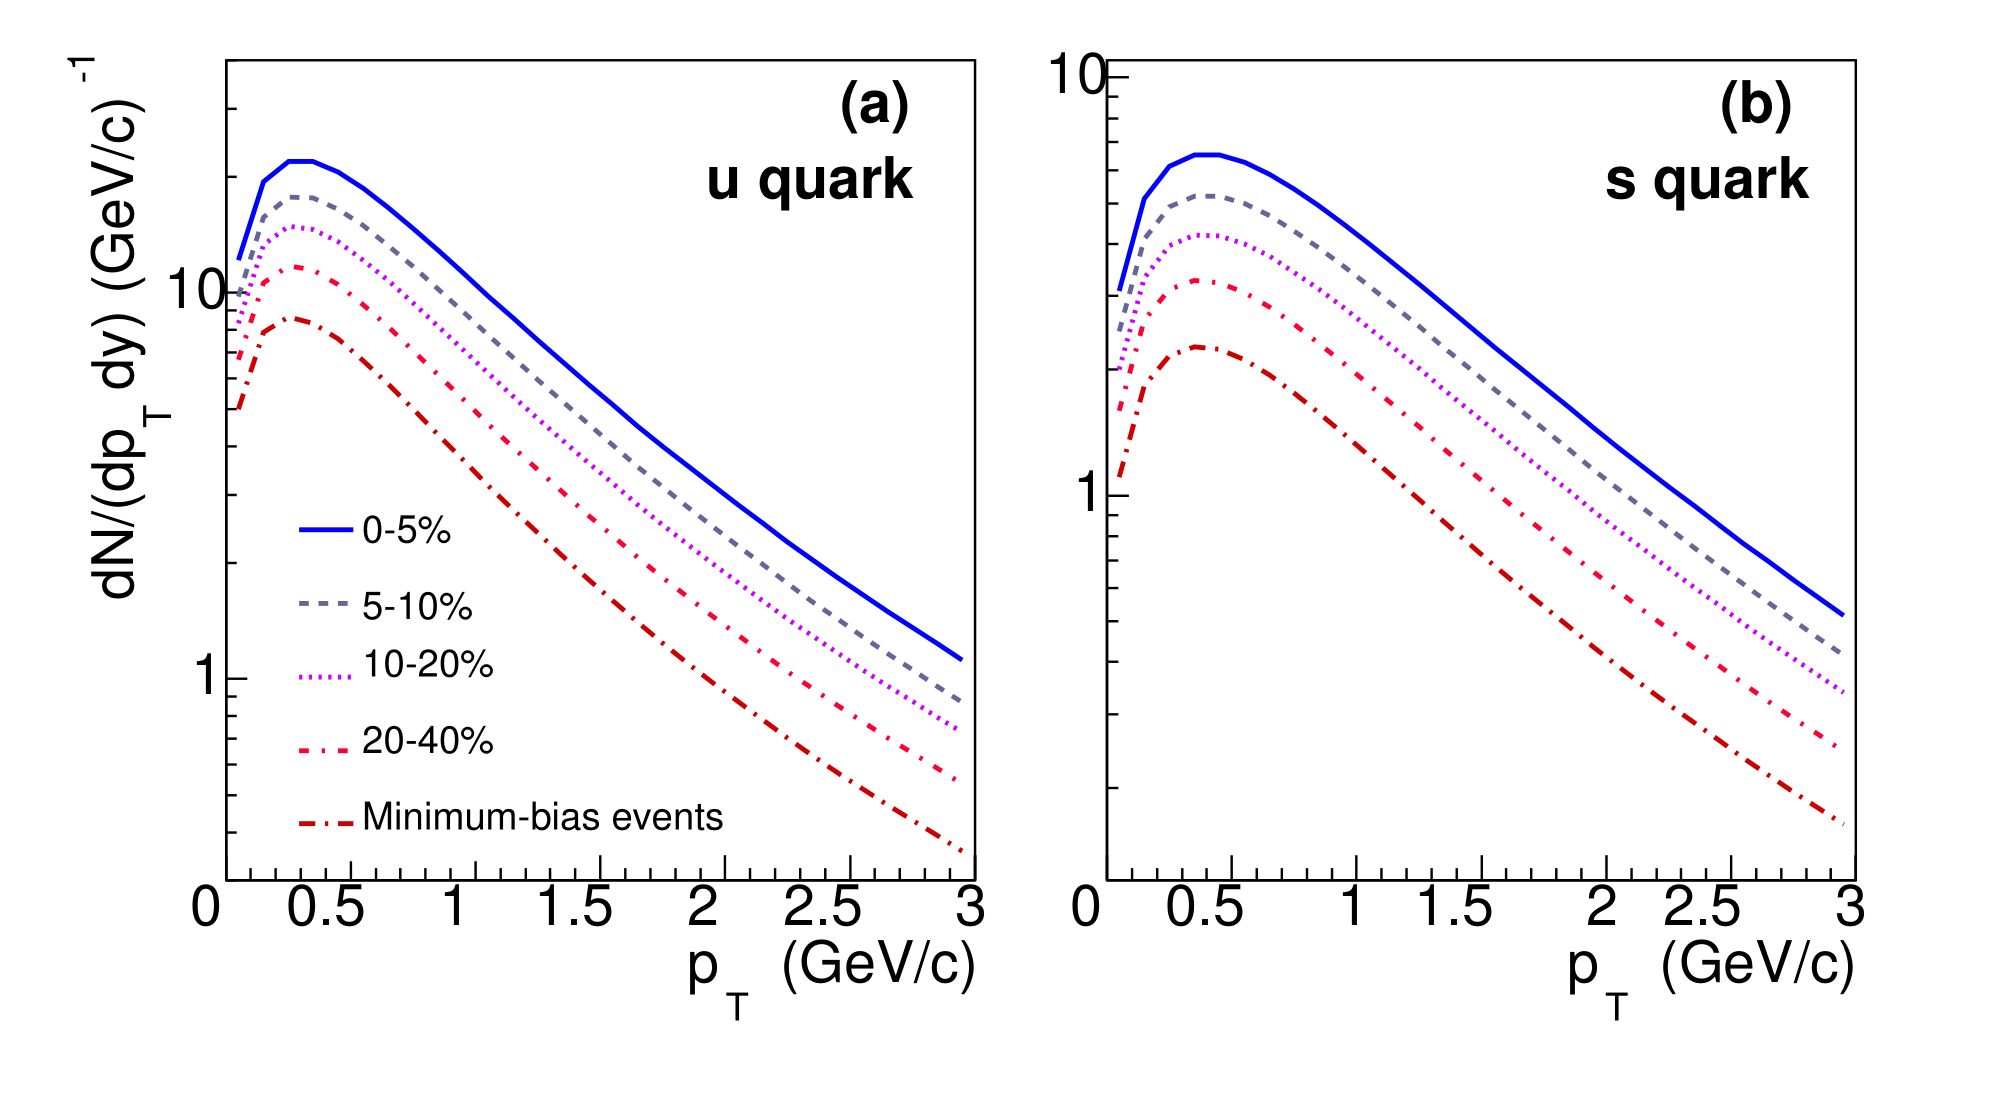 dN/(dp_T dy) (GeV/c)^-1
(a)
u quark
10
1
0-5%
5-10%
10-20%
20-40%
Minimum-bias events
0 0.5 1 1.5 2 2.5 3
p_T (GeV/c)
(b)
s quark
10
1
0 0.5 1 1.5 2 2.5 3
p_T (GeV/c)